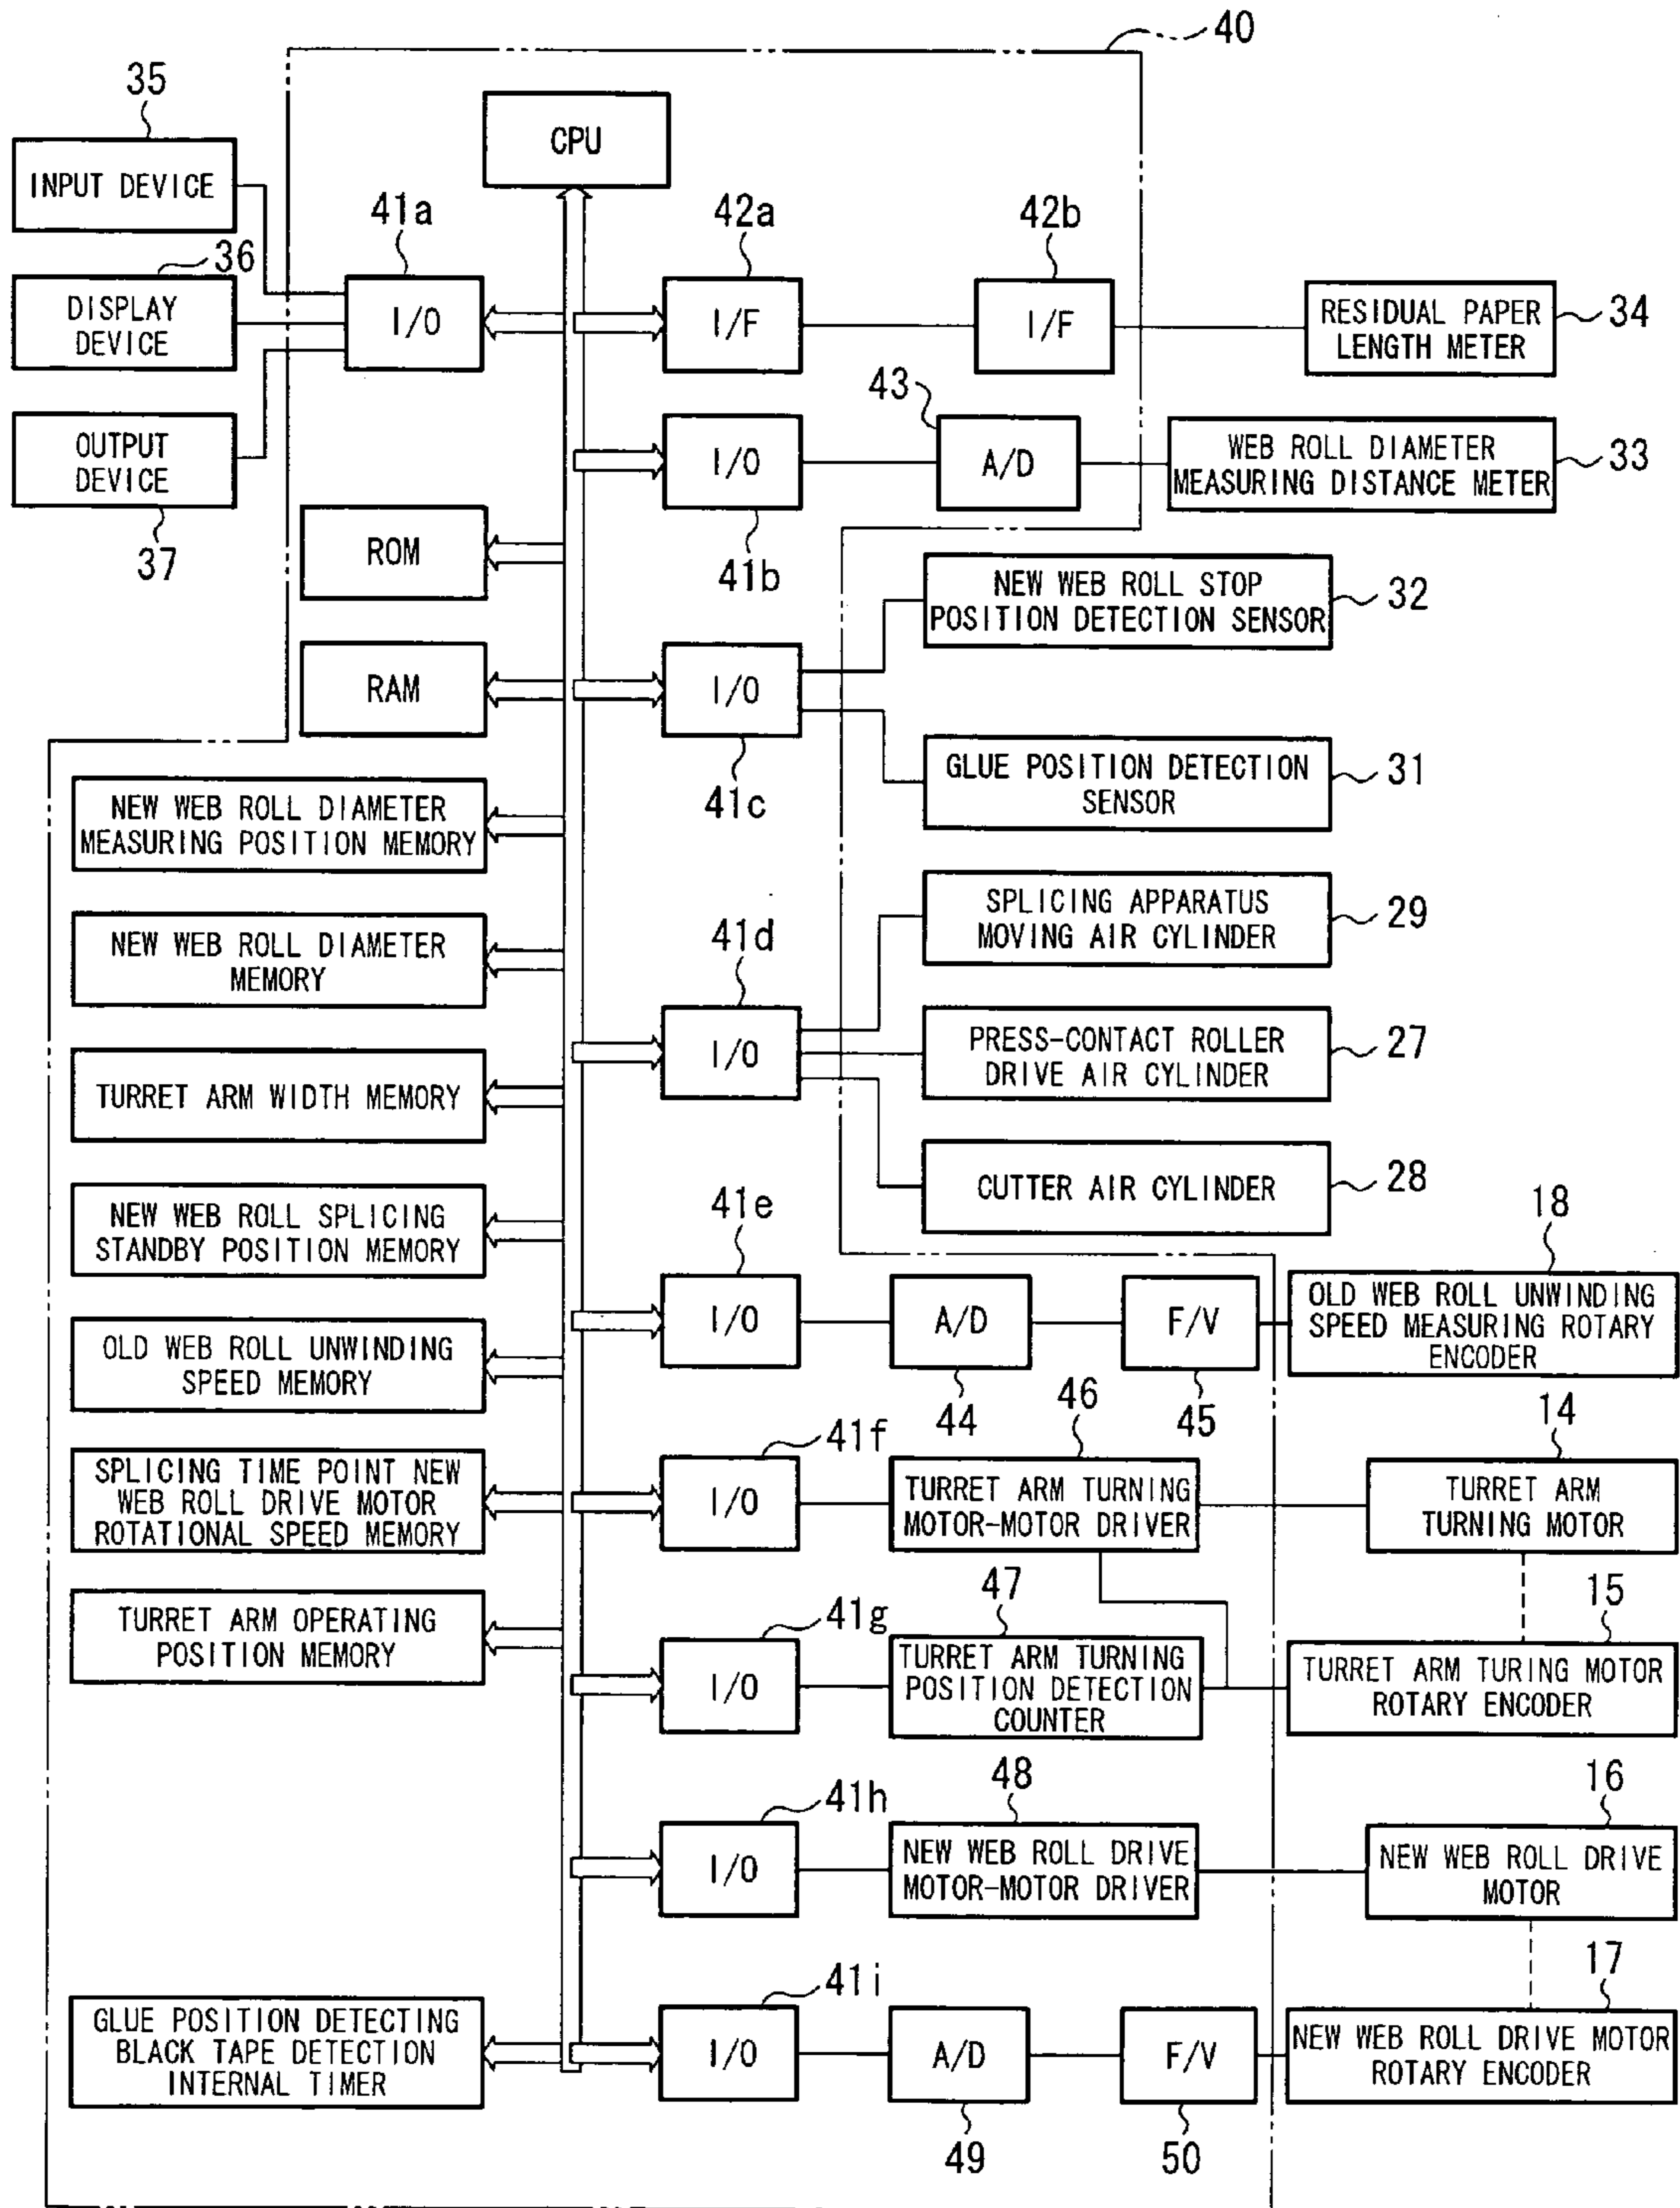 40
35
CPU
INPUT DEVICE
41a
42a
42b
36
DISPLAY
DEVICE
I/O
I/F
I/F
RESIDUAL PAPER
LENGTH METER
34
43
OUTPUT
DEVICE
37
I/O
A/D
WEB ROLL DIAMETER
MEASURING DISTANCE METER
33
41b
ROM
NEW WEB ROLL STOP
POSITION DETECTION SENSOR
32
RAM
I/O
41c
GLUE POSITION DETECTION
SENSOR
31
NEW WEB ROLL DIAMETER
MEASURING POSITION MEMORY
SPLICING APPARATUS
MOVING AIR CYLINDER
29
NEW WEB ROLL DIAMETER
MEMORY
41d
I/O
PRESS-CONTACT ROLLER
DRIVE AIR CYLINDER
27
TURRET ARM WIDTH MEMORY
CUTTER AIR CYLINDER
28
NEW WEB ROLL SPLICING
STANDBY POSITION MEMORY
41e
18
I/O
A/D
F/V
OLD WEB ROLL UNWINDING
SPEED MEASURING ROTARY
ENCODER
44
45
OLD WEB ROLL UNWINDING
SPEED MEMORY
41f
46
14
SPLICING TIME POINT NEW
WEB ROLL DRIVE MOTOR
ROTATIONAL SPEED MEMORY
I/O
TURRET ARM TURNING
MOTOR-MOTOR DRIVER
TURRET ARM
TURNING MOTOR
41g
47
15
TURRET ARM OPERATING
POSITION MEMORY
I/O
TURRET ARM TURNING
POSITION DETECTION
COUNTER
TURRET ARM TURING MOTOR
ROTARY ENCODER
41h
48
16
I/O
NEW WEB ROLL DRIVE
MOTOR-MOTOR DRIVER
NEW WEB ROLL DRIVE
MOTOR
41i
17
GLUE POSITION DETECTING
BLACK TAPE DETECTION
INTERNAL TIMER
I/O
A/D
F/V
NEW WEB ROLL DRIVE MOTOR
ROTARY ENCODER
49
50